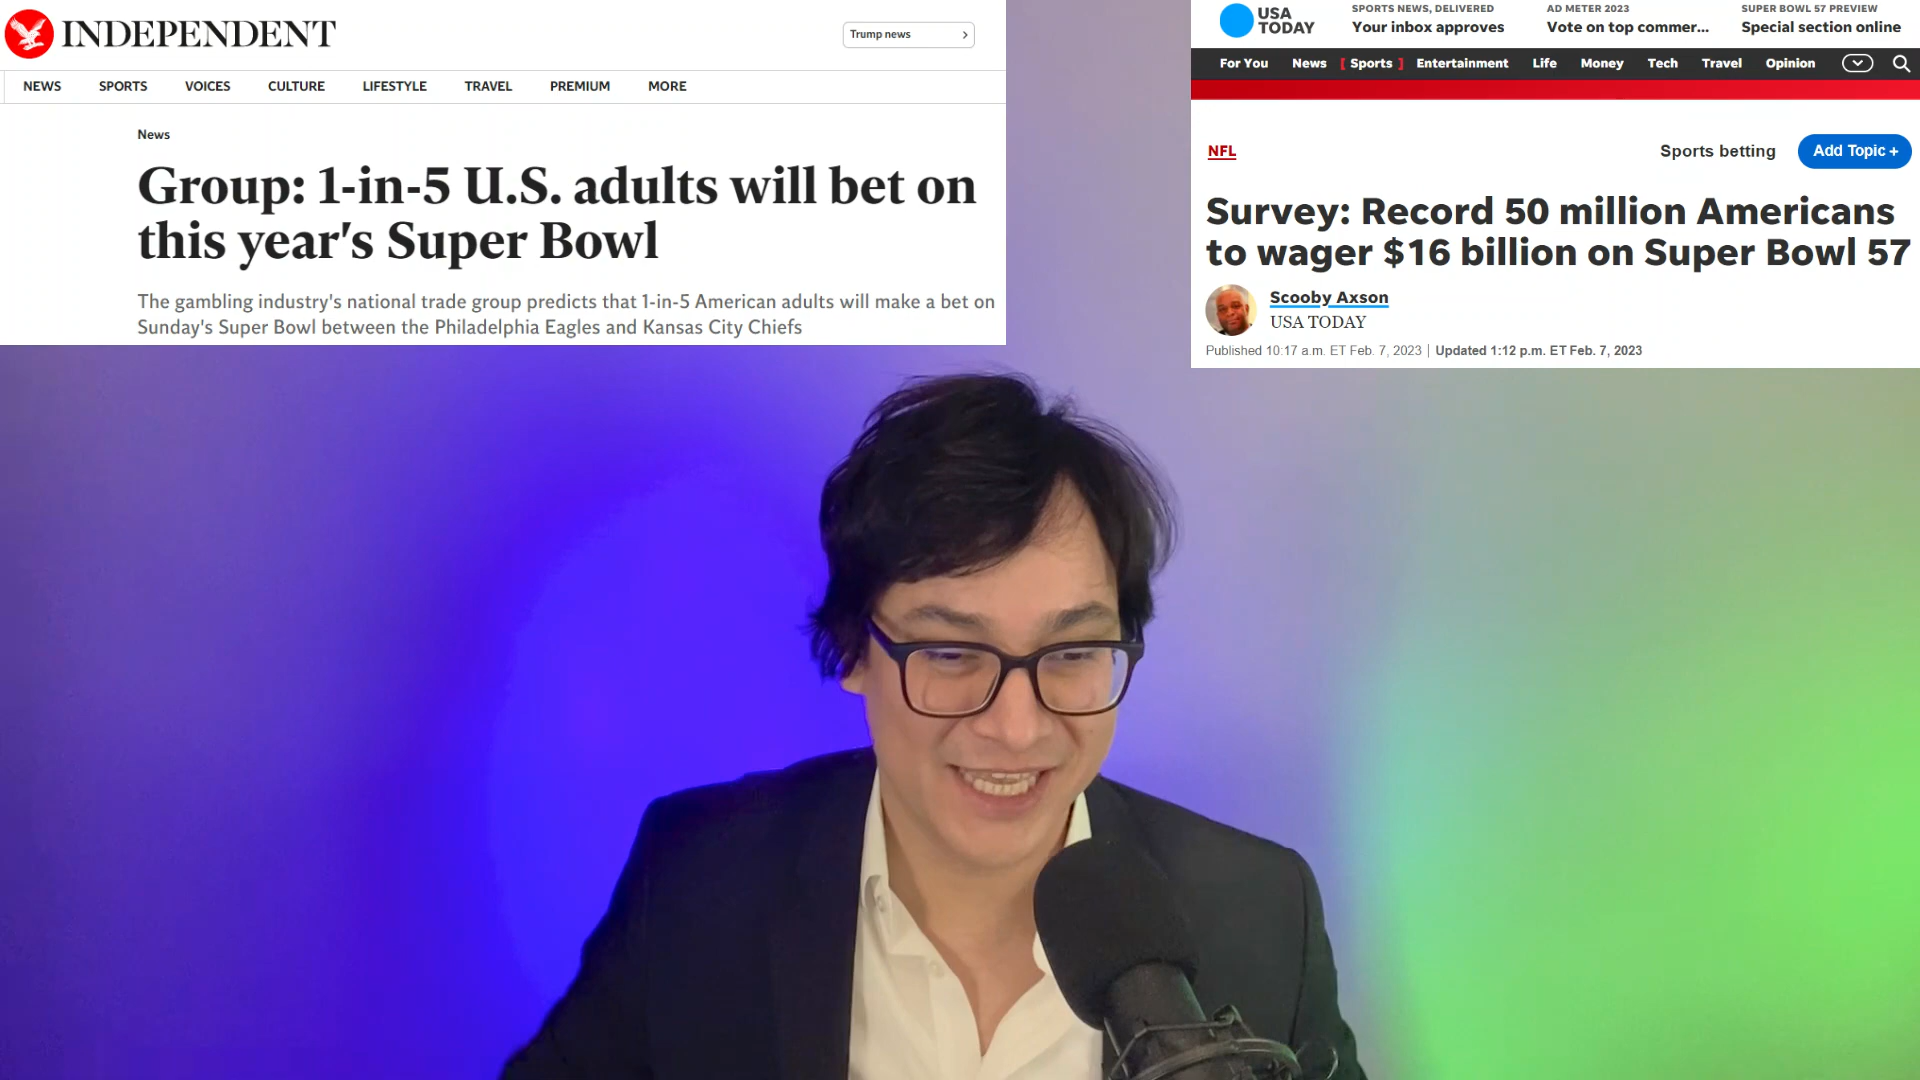 INDEPENDENT
Trump news
NEWS SPORTS VOICES CULTURE LIFESTYLE TRAVEL PREMIUM MORE
News
Group: 1-in-5 U.S. adults will bet on
this year's Super Bowl
The gambling industry's national trade group predicts that 1-in-5 American adults will make a bet on
Sunday's Super Bowl between the Philadelphia Eagles and Kansas City Chiefs
USA
TODAY
SPORTS NEWS, DELIVERED
Your inbox approves
AD METER 2023
Vote on top commer...
SUPER BOWL 57 PREVIEW
Special section online
For You News [ Sports ] Entertainment Life Money Tech Travel Opinion
NFL
Sports betting
Add Topic +
Survey: Record 50 million Americans
to wager $16 billion on Super Bowl 57
Scooby Axson
USA TODAY
Published 10:17 a.m. ET Feb. 7, 2023 | Updated 1:12 p.m. ET Feb. 7, 2023